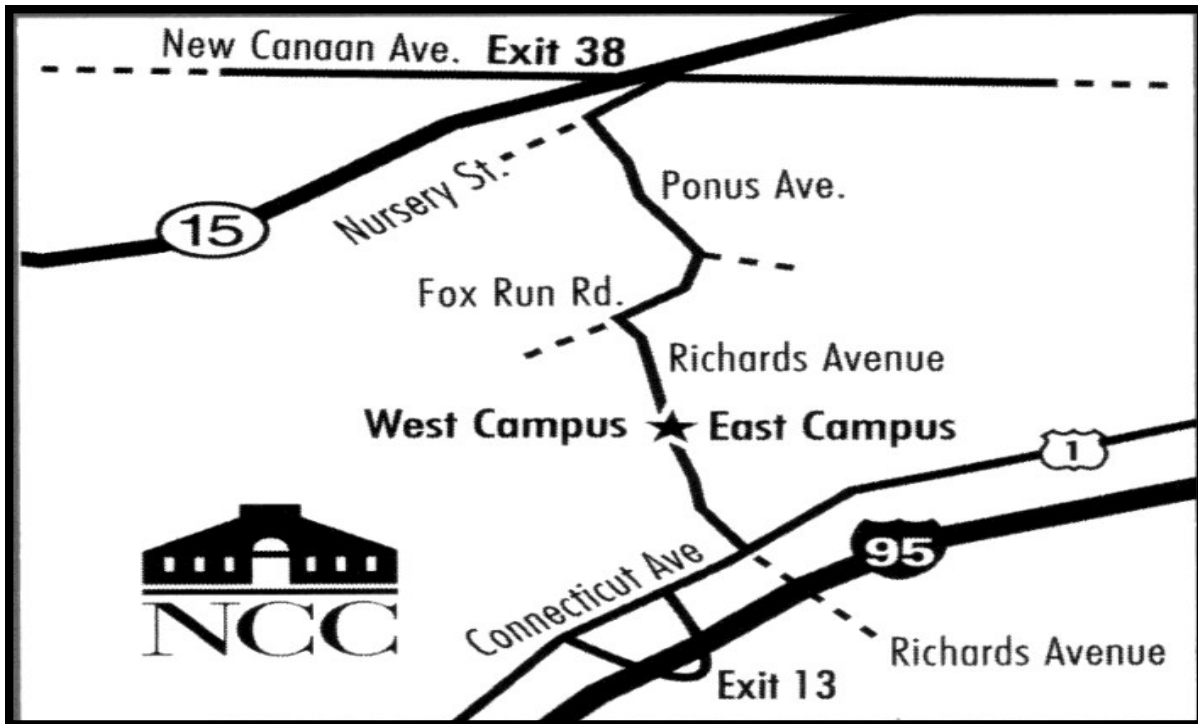 New Canaan Ave. Exit 38
Nursery St.
Ponus Ave.
15
Fox Run Rd.
Richards Avenue
West Campus East Campus
1
95
Connecticut Ave
NCC
Richards Avenue
Exit 13